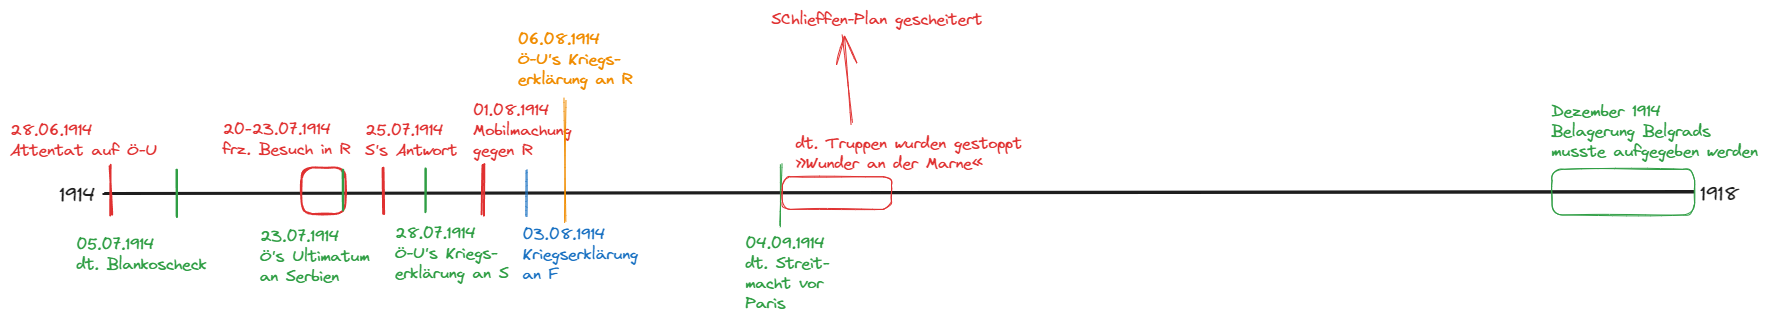 SChlieffen-Plan gescheitert
06.08.1914
Ö-U's Kriegs-
erklärung an R
28.06.1914
Attentat auf Ö-U
20-23.07.1914
frz. Besuch in R
25.07.1914
S's Antwort
01.08.1914
Mobilmachung
gegen R
dt. Truppen wurden gestoppt
»Wunder an der Marne«
Dezember 1914
Belagerung Belgrads
musste aufgegeben werden
1914
1918
05.07.1914
dt. Blankoscheck
23.07.1914
Ö's Ultimatum
an Serbien
28.07.1914
Ö-U's Kriegs-
erklärung an S
03.08.1914
Kriegserklärung
an F
04.09.1914
dt. Streit-
macht vor
Paris